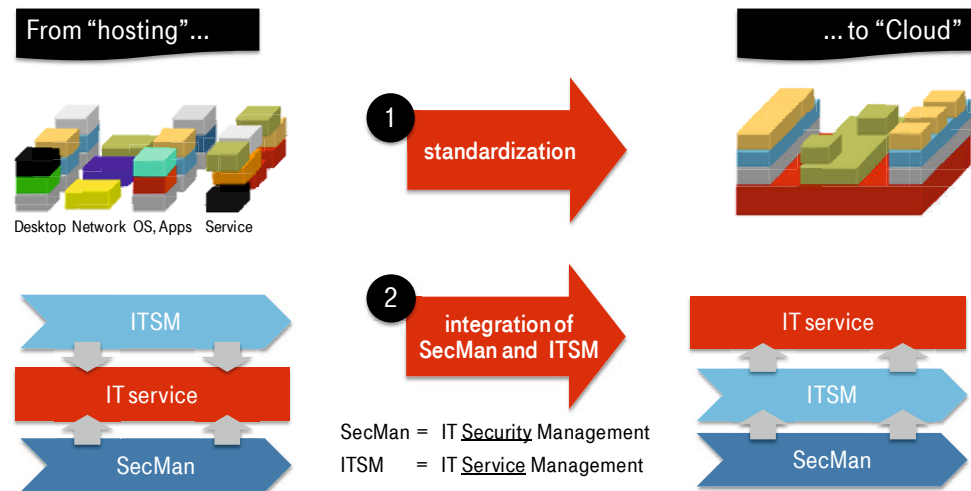 From “hosting”...
... to “Cloud”
1
standardization
Desktop Network OS, Apps Service
2
integration of
SecMan and ITSM
ITSM
IT service
SecMan
IT service
ITSM
SecMan
SecMan = IT Security Management
ITSM = IT Service Management